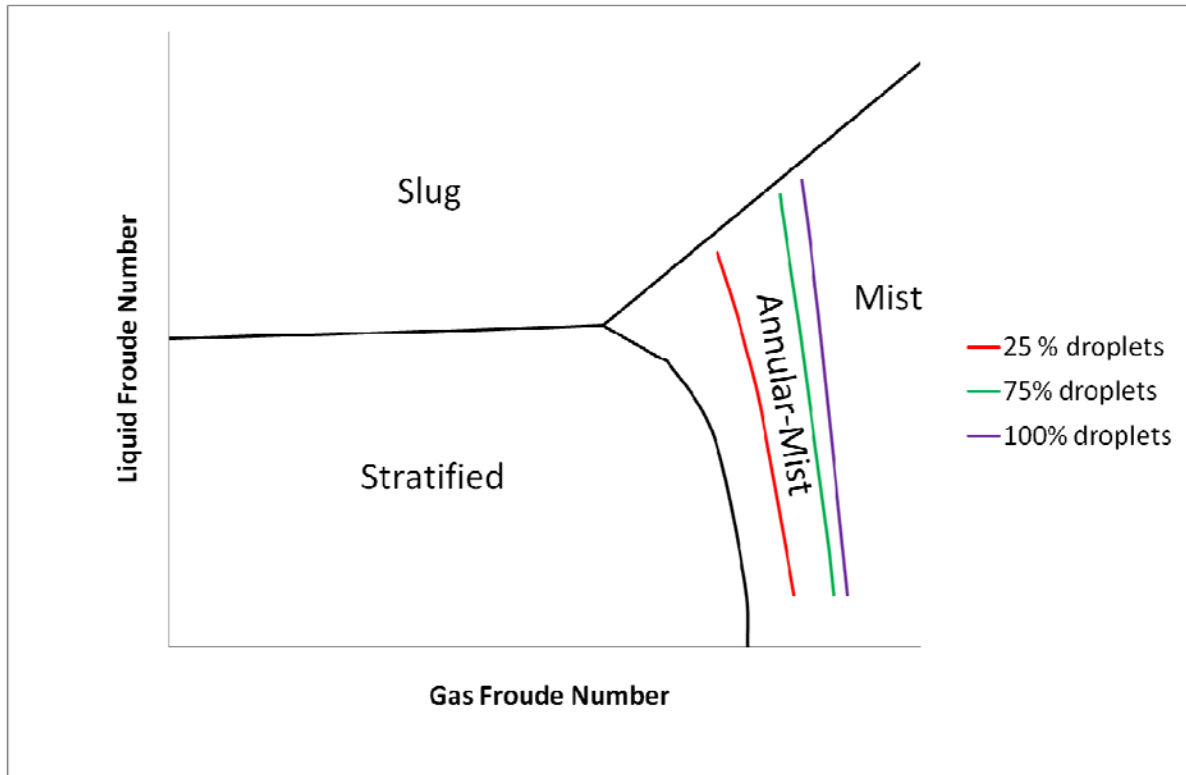 Slug
Liquid Froude Number
Mist
Annular-Mist
25 % droplets
75% droplets
100% droplets
Stratified
Gas Froude Number